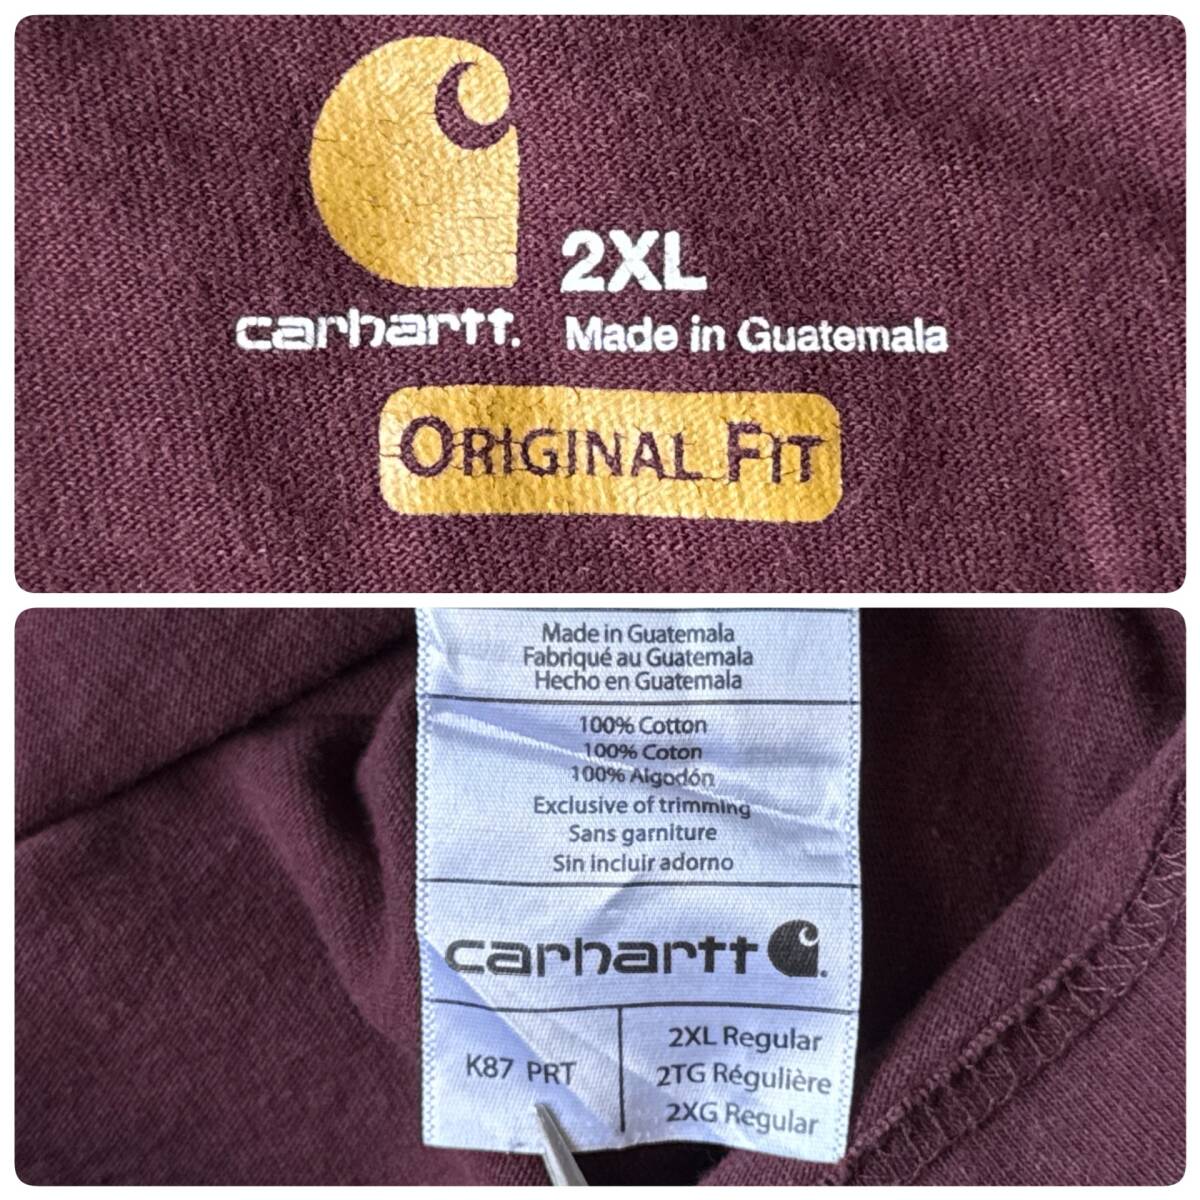 2XL
carhartt.
Made in Guatemala
ORIGINAL FIT
Made in Guatemala
Fabriqué au Guatemala
Hecho en Guatemala
100% Cotton
100% Coton
100% Algodón
Exclusive of trimming
Sans garniture
Sin incluir adorno
carhartt
K87 PRT
2XL Regular
2TG Régulière
2XG Regular